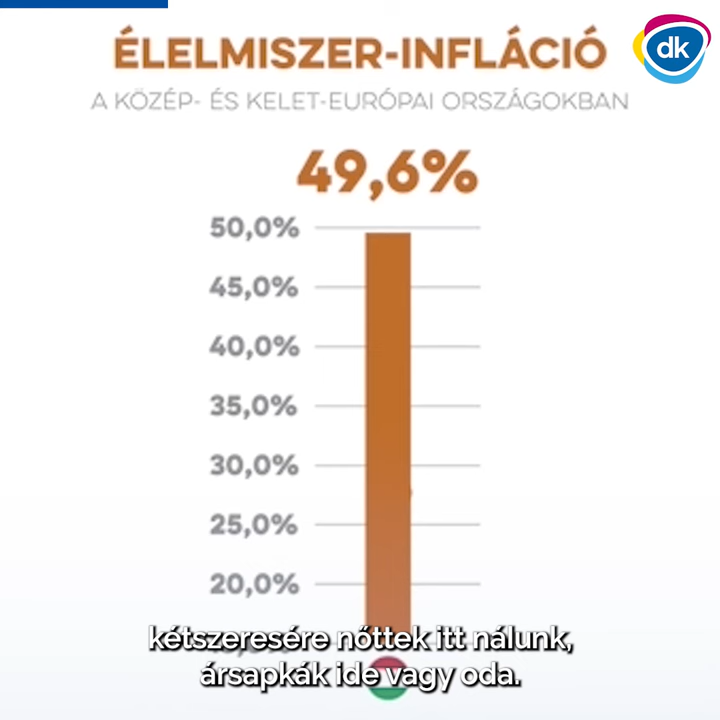 ÉLELMISZER-INFLÁCIÓ
dk
A KÖZÉP- ÉS KELET-EURÓPAI ORSZÁGOKBAN
49,6%
50,0%
45,0%
40,0%
35,0%
30,0%
25,0%
20,0%
kétszeresére nőttek itt nálunk,
ársapkák ide vagy oda.